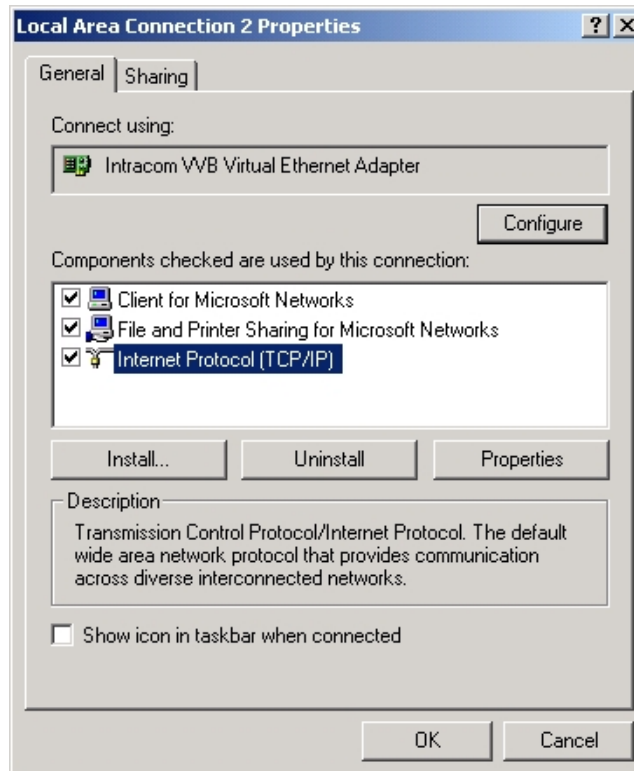 Local Area Connection 2 Properties
General
Sharing
Connect using:
Intracom VVB Virtual Ethernet Adapter
Configure
Components checked are used by this connection:
Client for Microsoft Networks
File and Printer Sharing for Microsoft Networks
Internet Protocol (TCP/IP)
Install...
Uninstall
Properties
Description
Transmission Control Protocol/Internet Protocol. The default
wide area network protocol that provides communication
across diverse interconnected networks.
Show icon in taskbar when connected
OK
Cancel